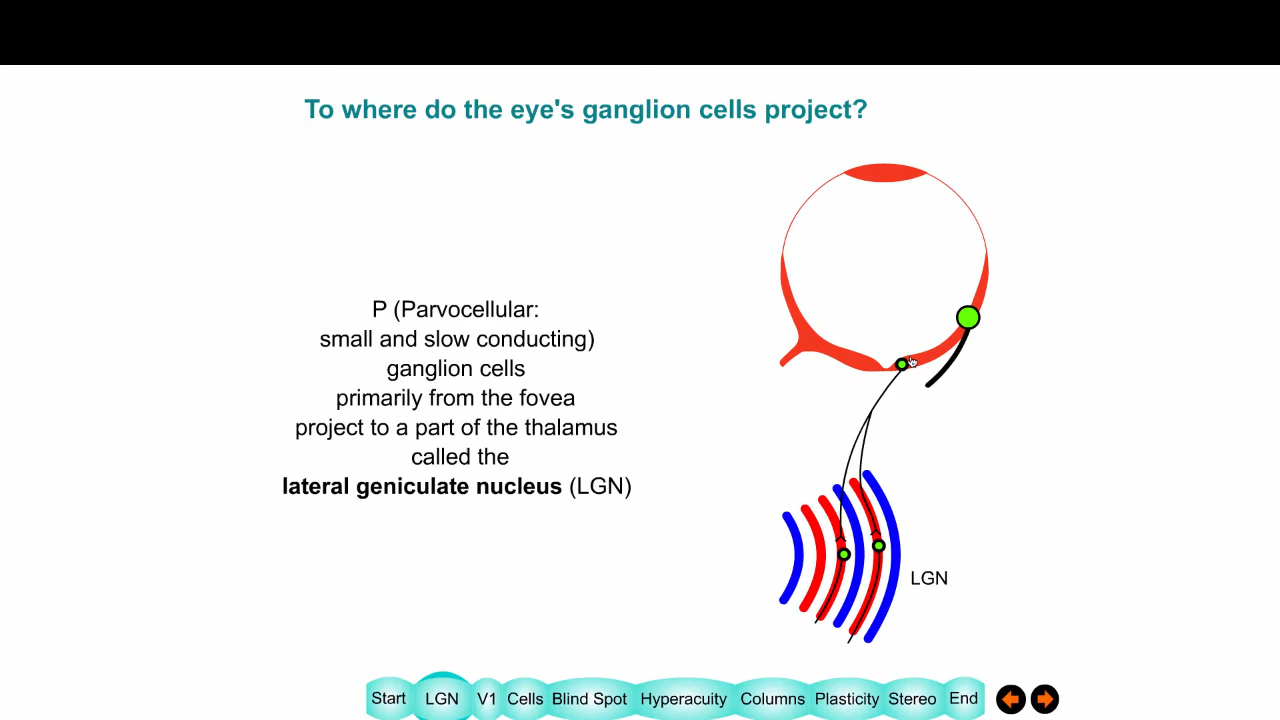 To where do the eye's ganglion cells project?
P (Parvocellular:
small and slow conducting)
ganglion cells
primarily from the fovea
project to a part of the thalamus
called the
lateral geniculate nucleus (LGN)
LGN
Start LGN V1 Cells Blind Spot Hyperacuity Columns Plasticity Stereo End